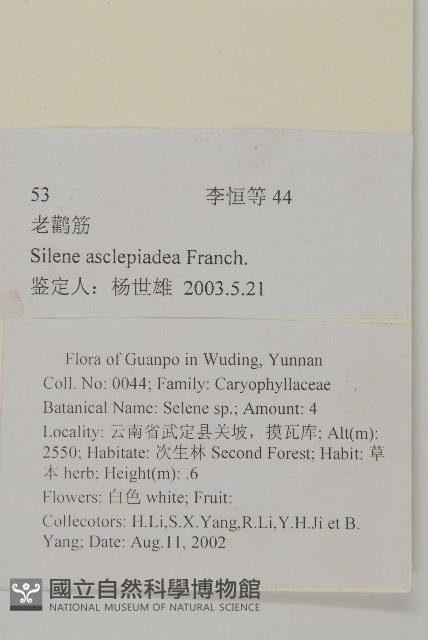 53 李恒等 44
老鹳筋
Silene asclepiadea Franch.
鉴定人：杨世雄 2003.5.21
Flora of Guanpo in Wuding, Yunnan
Coll. No: 0044; Family: Caryophyllaceae
Batanical Name: Selene sp.; Amount: 4
Locality: 云南省武定县关坡，摸瓦库; Alt(m):
2550; Habitate: 次生林 Second Forest; Habit: 草
本 herb; Height(m): .6
Flowers: 白色 white; Fruit:
Collecotors: H.Li,S.X.Yang,R.Li,Y.H.Ji et B.
Yang; Date: Aug.11, 2002
國立自然科學博物館
NATIONAL MUSEUM OF NATURAL SCIENCE